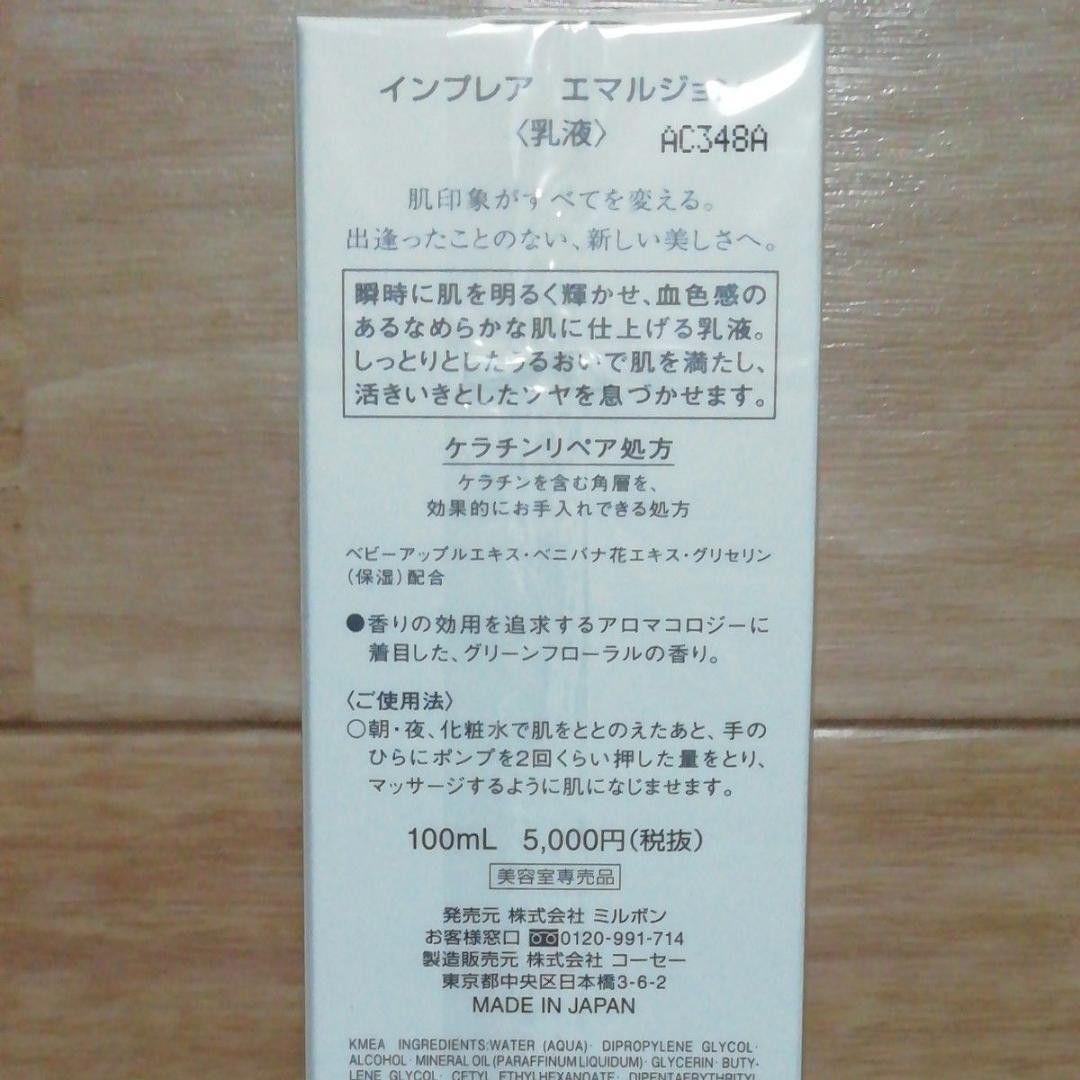 インプレア エマルジョン
〈乳液〉 AC348A
肌印象がすべてを変える。
出逢ったことのない、新しい美しさへ。
瞬時に肌を明るく輝かせ、血色感の
あるなめらかな肌に仕上げる乳液。
しっとりとしたうるおいで肌を満たし、
活きいきとしたツヤを息づかせます。
ケラチンリペア処方
ケラチンを含む角層を、
効果的にお手入れできる処方
ベビーアップルエキス・ベニバナ花エキス・グリセリン
(保湿)配合
●香りの効用を追求するアロマコロジーに
着目した、グリーンフローラルの香り。
〈ご使用法〉
○朝・夜、化粧水で肌をととのえたあと、手の
ひらにポンプを2回くらい押した量をとり、
マッサージするように肌になじませます。
100mL 5,000円(税抜)
美容室専売品
発売元 株式会社 ミルボン
お客様窓口 0120-991-714
製造販売元 株式会社 コーセー
東京都中央区日本橋3-6-2
MADE IN JAPAN
KMEA INGREDIENTS:WATER (AQUA)· DIPROPYLENE GLYCOL·
ALCOHOL· MINERAL OIL (PARAFFINUM LIQUIDUM)· GLYCERIN· BUTY-
LENE GLYCOL· CETYL ETHYLHEXANOATE· DIPENTAERYTHRITYL